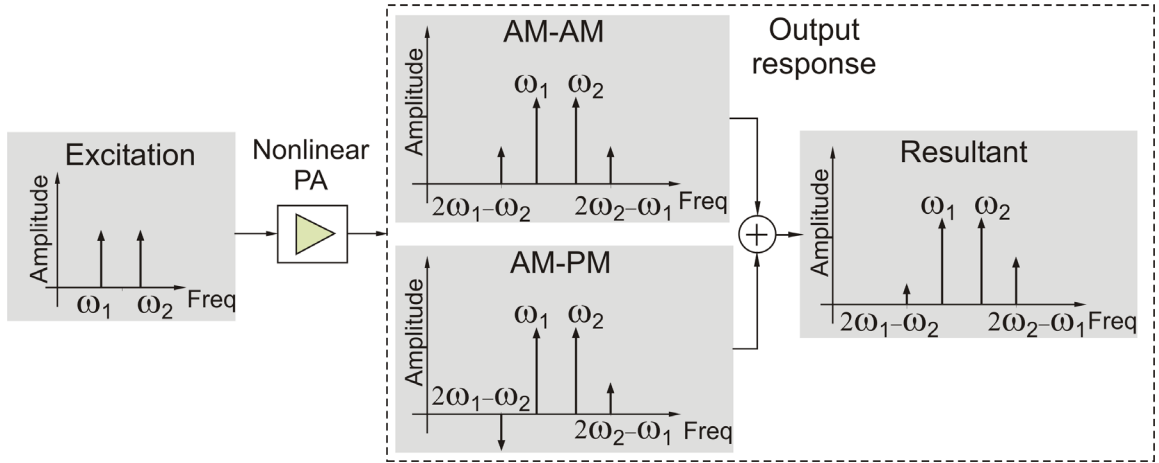 Excitation
Amplitude
ω1
ω2
Freq
Nonlinear
PA
AM-AM
Amplitude
ω1
ω2
2ω1–ω2
2ω2–ω1
Freq
AM-PM
Amplitude
ω1
ω2
2ω1–ω2
2ω2–ω1
Freq
Output
response
+
Resultant
Amplitude
ω1
ω2
2ω1–ω2
2ω2–ω1
Freq